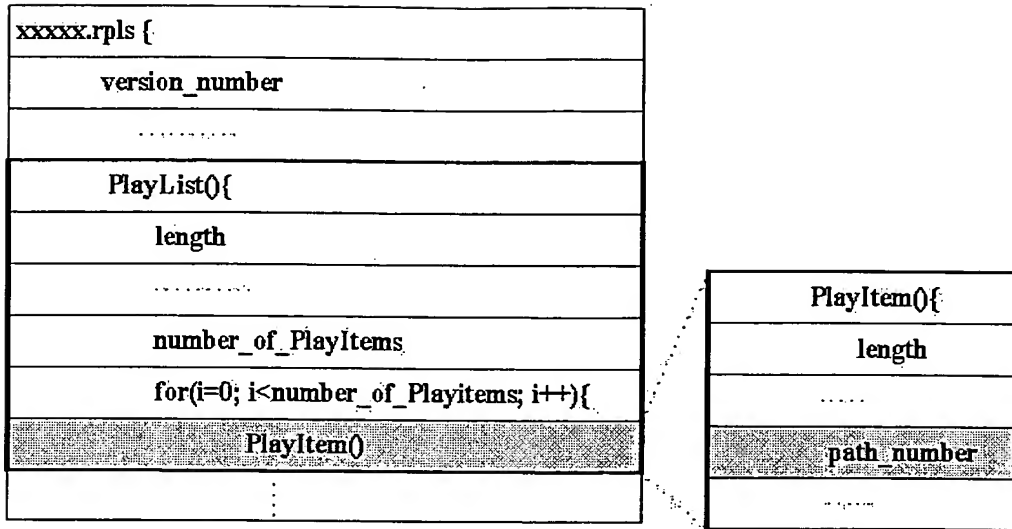 xxxxx.rpls {
version_number
..........
PlayList(){
length
..........
number_of_PlayItems
for(i=0; i<number_of_Playitems; i++){
PlayItem()
PlayItem(){
length
.....
path_number
......